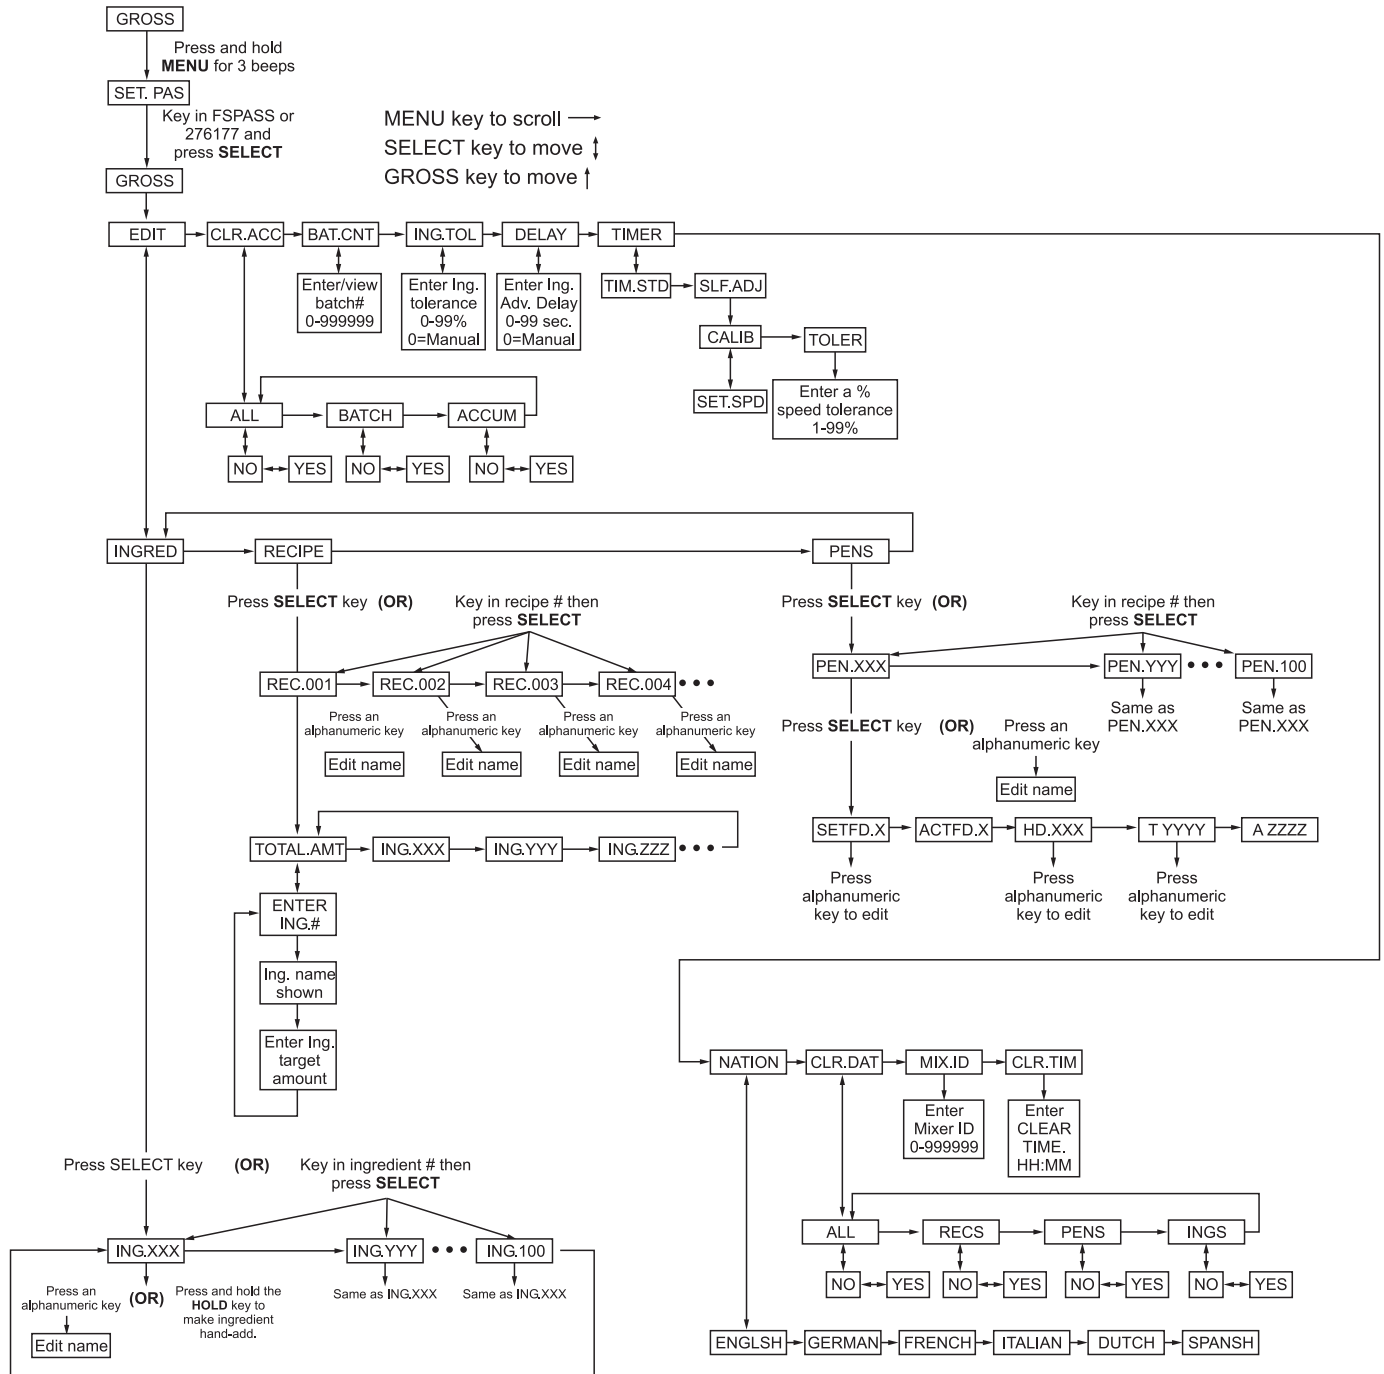 GROSS
Press and hold
MENU for 3 beeps
SET. PAS
Key in FSPASS or
276177 and
press SELECT
MENU key to scroll
SELECT key to move
GROSS key to move
GROSS
EDIT
CLR.ACC
BAT.CNT
ING.TOL
DELAY
TIMER
Enter/view
batch#
0-999999
Enter Ing.
tolerance
0-99%
0=Manual
Enter Ing.
Adv. Delay
0-99 sec.
0=Manual
TIM.STD
SLF.ADJ
CALIB
TOLER
SET.SPD
Enter a %
speed tolerance
1-99%
ALL
BATCH
ACCUM
NO
YES
NO
YES
NO
YES
INGRED
RECIPE
PENS
Press SELECT key (OR)
Key in recipe # then
press SELECT
Press SELECT key (OR)
Key in recipe # then
press SELECT
REC.001
REC.002
REC.003
REC.004
PEN.XXX
PEN.YYY
PEN.100
Same as
PEN.XXX
Same as
PEN.XXX
Press an
alphanumeric key
Press an
alphanumeric key
Press an
alphanumeric key
Press an
alphanumeric key
Edit name
Edit name
Edit name
Edit name
Press SELECT key (OR)
Press an
alphanumeric key
Edit name
TOTAL.AMT
ING.XXX
ING.YYY
ING.ZZZ
SETFD.X
ACTFD.X
HD.XXX
T YYYY
A ZZZZ
Press
alphanumeric
key to edit
Press
alphanumeric
key to edit
Press
alphanumeric
key to edit
ENTER
ING.#
Ing. name
shown
Enter Ing.
target
amount
NATION
CLR.DAT
MIX.ID
CLR.TIM
Enter
Mixer ID
0-999999
Enter
CLEAR
TIME.
HH:MM
Press SELECT key (OR)
Key in ingredient # then
press SELECT
ALL
RECS
PENS
INGS
NO
YES
NO
YES
NO
YES
NO
YES
ING.XXX
ING.YYY
ING.100
Press an
alphanumeric key
(OR)
Press and hold the
HOLD key to
make ingredient
hand-add.
Same as ING.XXX
Same as ING.XXX
Edit name
ENGLSH
GERMAN
FRENCH
ITALIAN
DUTCH
SPANSH